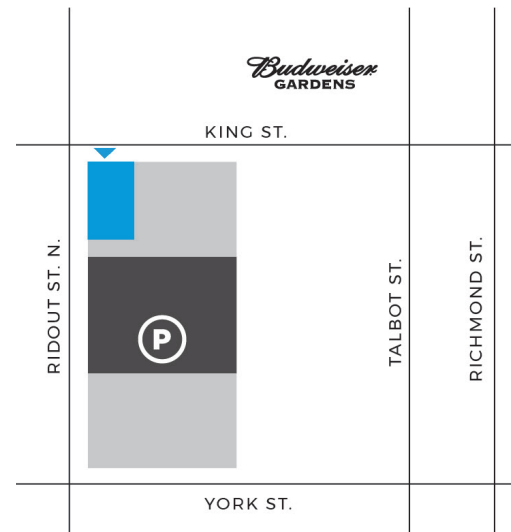 Budweiser
GARDENS
KING ST.
RIDOUT ST. N.
TALBOT ST.
RICHMOND ST.
P
YORK ST.